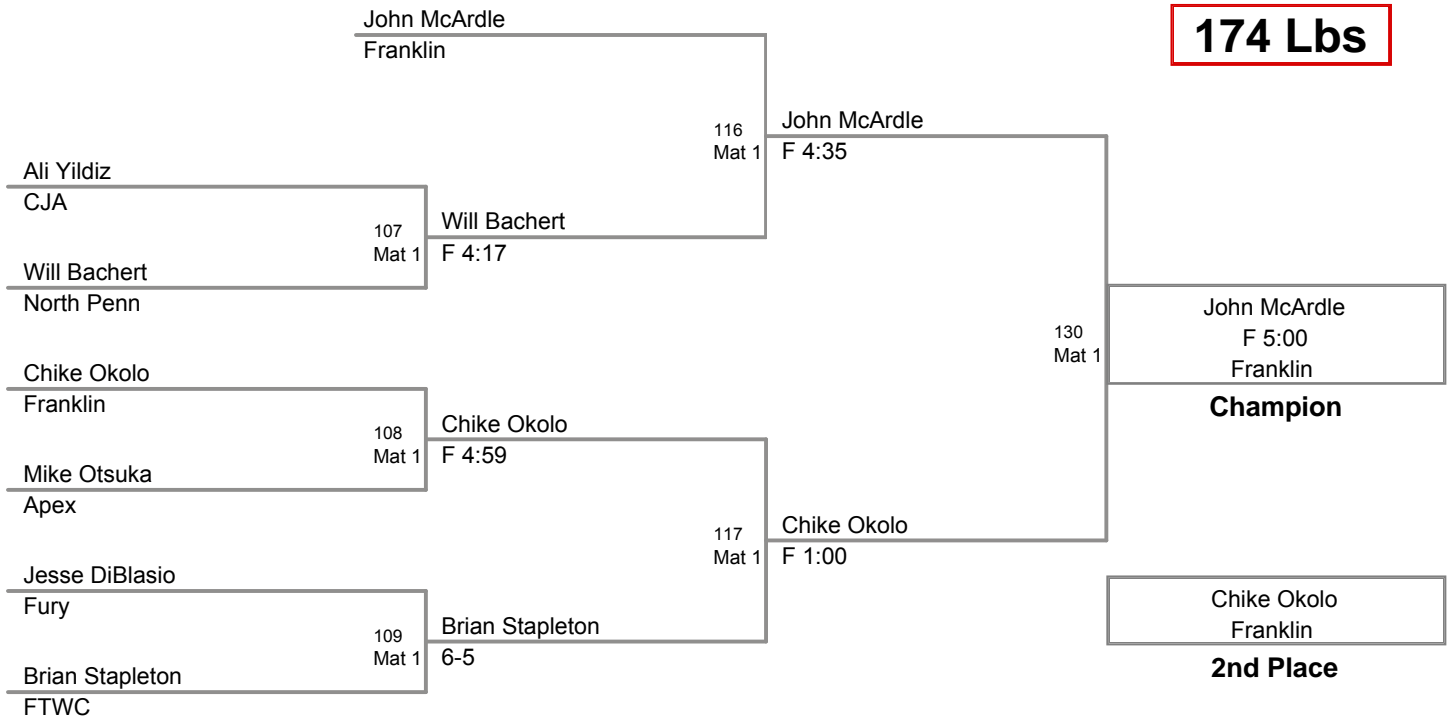 John McArdle
Franklin
174 Lbs
116
Mat 1
John McArdle
F 4:35
Ali Yildiz
CJA
107
Mat 1
Will Bachert
F 4:17
Will Bachert
North Penn
130
Mat 1
John McArdle
F 5:00
Franklin
Champion
Chike Okolo
Franklin
108
Mat 1
Chike Okolo
F 4:59
Mike Otsuka
Apex
117
Mat 1
Chike Okolo
F 1:00
Jesse DiBlasio
Fury
109
Mat 1
Brian Stapleton
6-5
Brian Stapleton
FTWC
Chike Okolo
Franklin
2nd Place